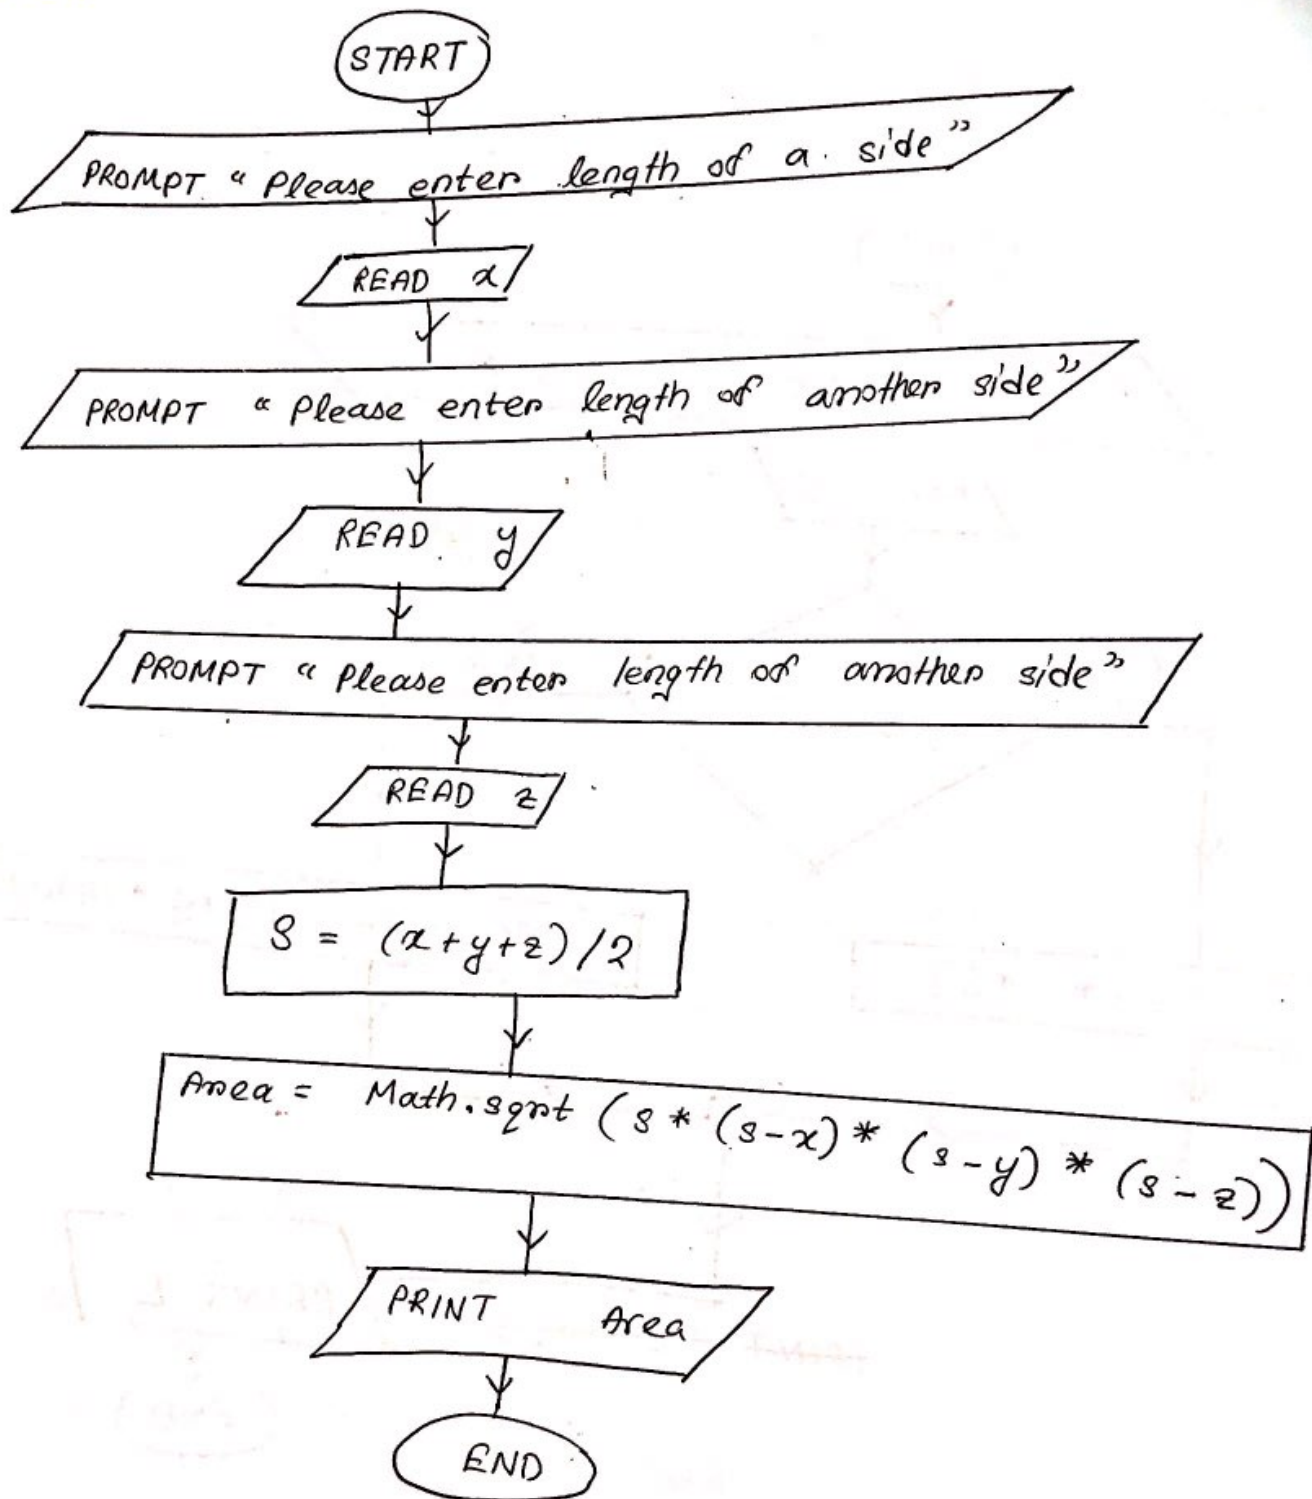 START
PROMPT “Please enter length of a side”
READ x
PROMPT “Please enter length of another side”
READ y
PROMPT “Please enter length of another side”
READ z
S = (x+y+z)/2
Area = Math.sqrt (s * (s-x) * (s-y) * (s-z))
PRINT Area
END